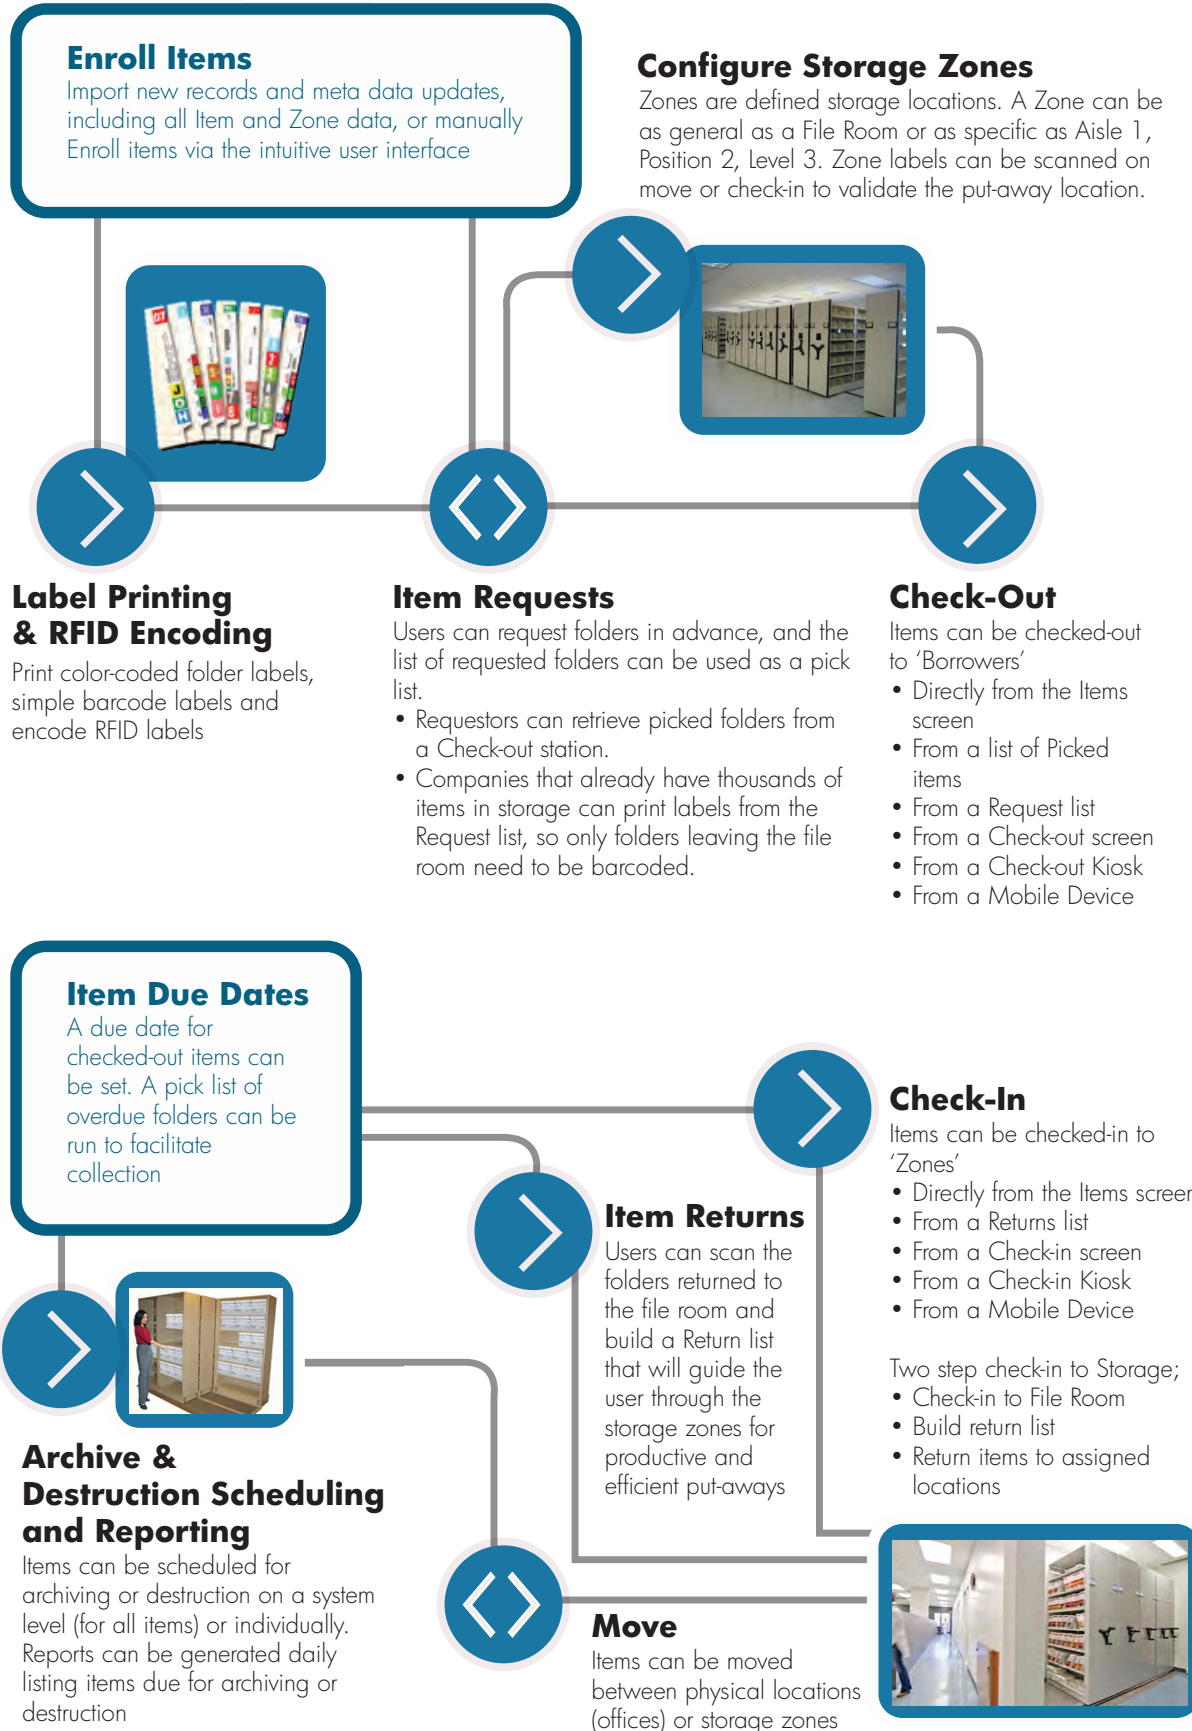 Enroll Items
Import new records and meta data updates,
including all Item and Zone data, or manually
Enroll items via the intuitive user interface
Configure Storage Zones
Zones are defined storage locations. A Zone can be
as general as a File Room or as specific as Aisle 1,
Position 2, Level 3. Zone labels can be scanned on
move or check-in to validate the put-away location.
Label Printing
& RFID Encoding
Print color-coded folder labels,
simple barcode labels and
encode RFID labels
Item Requests
Users can request folders in advance, and the
list of requested folders can be used as a pick
list.
• Requestors can retrieve picked folders from
a Check-out station.
• Companies that already have thousands of
items in storage can print labels from the
Request list, so only folders leaving the file
room need to be barcoded.
Check-Out
Items can be checked-out
to ‘Borrowers’
• Directly from the Items
screen
• From a list of Picked
items
• From a Request list
• From a Check-out screen
• From a Check-out Kiosk
• From a Mobile Device
Item Due Dates
A due date for
checked-out items can
be set. A pick list of
overdue folders can be
run to facilitate
collection
Check-In
Items can be checked-in to
‘Zones’
• Directly from the Items screen
• From a Returns list
• From a Check-in screen
• From a Check-in Kiosk
• From a Mobile Device
Two step check-in to Storage;
• Check-in to File Room
• Build return list
• Return items to assigned
locations
Item Returns
Users can scan the
folders returned to
the file room and
build a Return list
that will guide the
user through the
storage zones for
productive and
efficient put-aways
Archive &
Destruction Scheduling
and Reporting
Items can be scheduled for
archiving or destruction on a system
level (for all items) or individually.
Reports can be generated daily
listing items due for archiving or
destruction
Move
Items can be moved
between physical locations
(offices) or storage zones